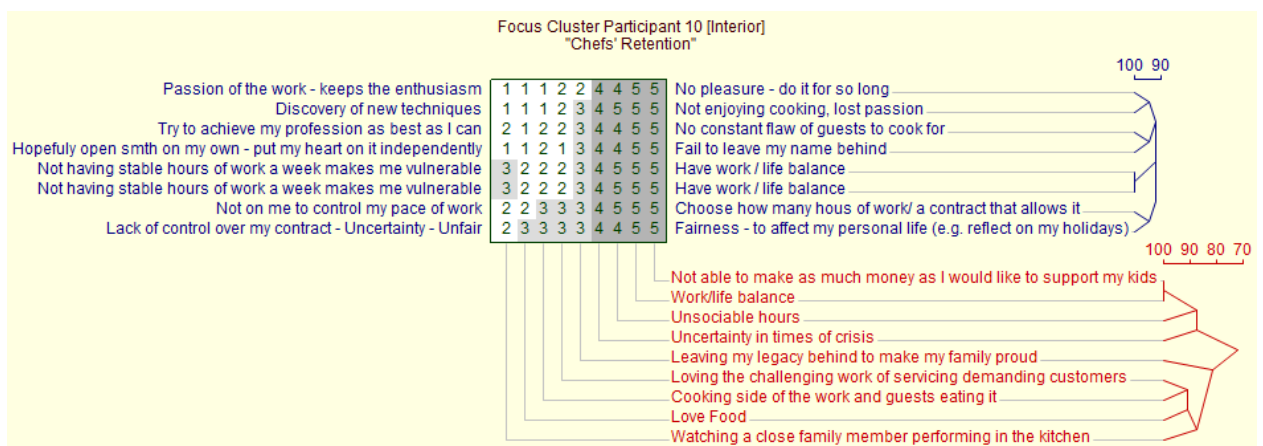 Focus Cluster Participant 10 [Interior]
"Chefs' Retention"
100 90
Passion of the work - keeps the enthusiasm 1 1 1 2 2 4 4 5 5 No pleasure - do it for so long
Discovery of new techniques 1 1 1 2 3 4 5 5 5 Not enjoying cooking, lost passion
Try to achieve my profession as best as I can 2 1 2 2 3 4 4 5 5 No constant flaw of guests to cook for
Hopefuly open smth on my own - put my heart on it independently 1 1 2 1 3 4 4 5 5 Fail to leave my name behind
Not having stable hours of work a week makes me vulnerable 3 2 2 2 3 4 5 5 5 Have work / life balance
Not having stable hours of work a week makes me vulnerable 3 2 2 2 3 4 5 5 5 Have work / life balance
Not on me to control my pace of work 2 2 3 3 3 4 5 5 5 Choose how many hous of work/ a contract that allows it
Lack of control over my contract - Uncertainty - Unfair 2 3 3 3 3 4 4 5 5 Fairness - to affect my personal life (e.g. reflect on my holidays)
100 90 80 70
Not able to make as much money as I would like to support my kids
Work/life balance
Unsociable hours
Uncertainty in times of crisis
Leaving my legacy behind to make my family proud
Loving the challenging work of servicing demanding customers
Cooking side of the work and guests eating it
Love Food
Watching a close family member performing in the kitchen